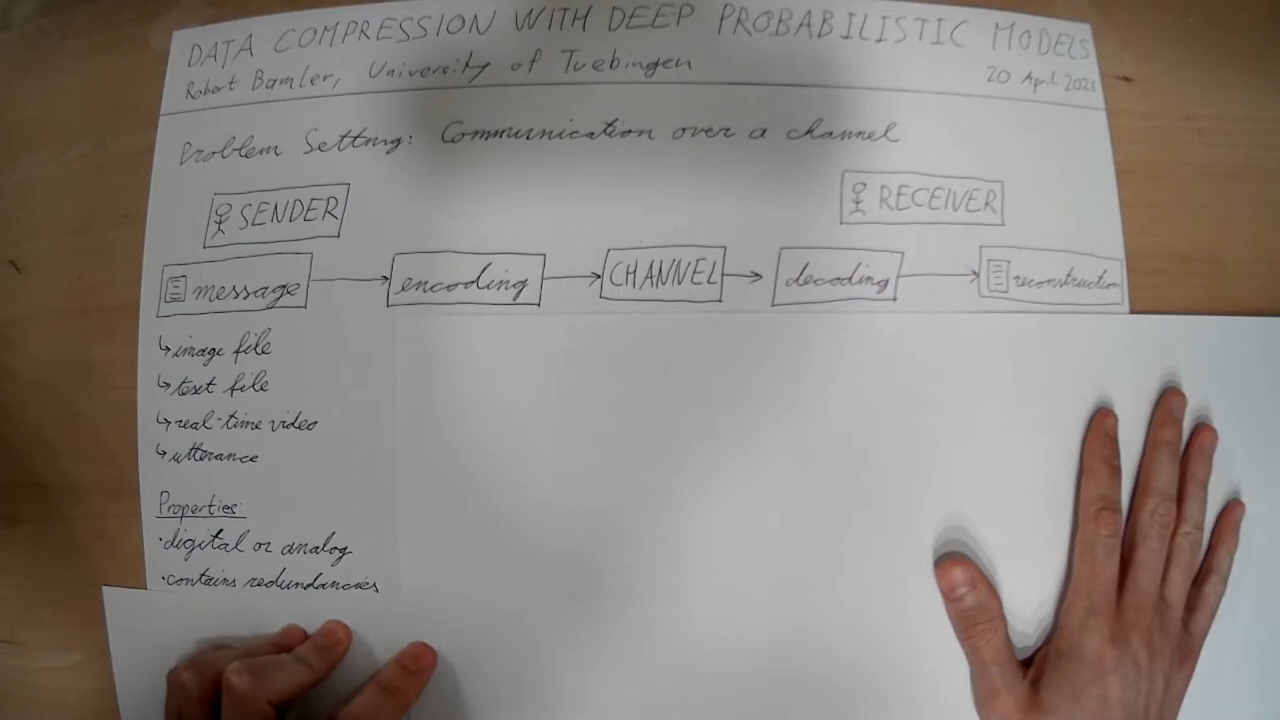 DATA COMPRESSION WITH DEEP PROBABILISTIC MODELS
Robert Bamler, University of Tuebingen
20 April 2021
Problem Setting: Communication over a channel
SENDER
RECEIVER
message
encoding
CHANNEL
decoding
reconstruction
↳ image file
↳ text file
↳ real-time video
↳ utterance
Properties:
· digital or analog
· contains redundancies